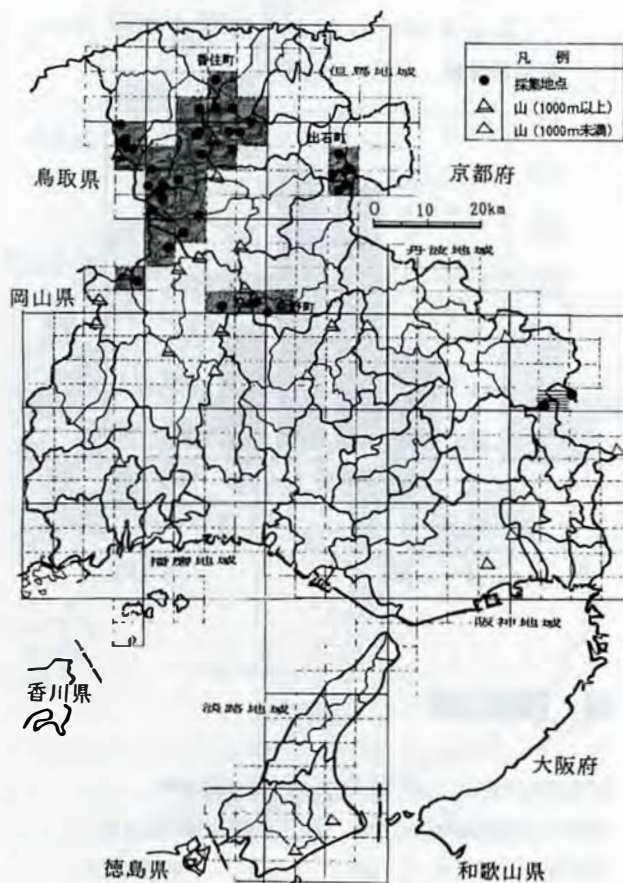 香住町
但馬地域
凡 例
採集地点
山（1000m以上）
山（1000m未満）
出石町
鳥取県
京都府
0 10 20km
丹波地域
岡山県
播磨地域
阪神地域
香川県
淡路地域
大阪府
徳島県
和歌山県